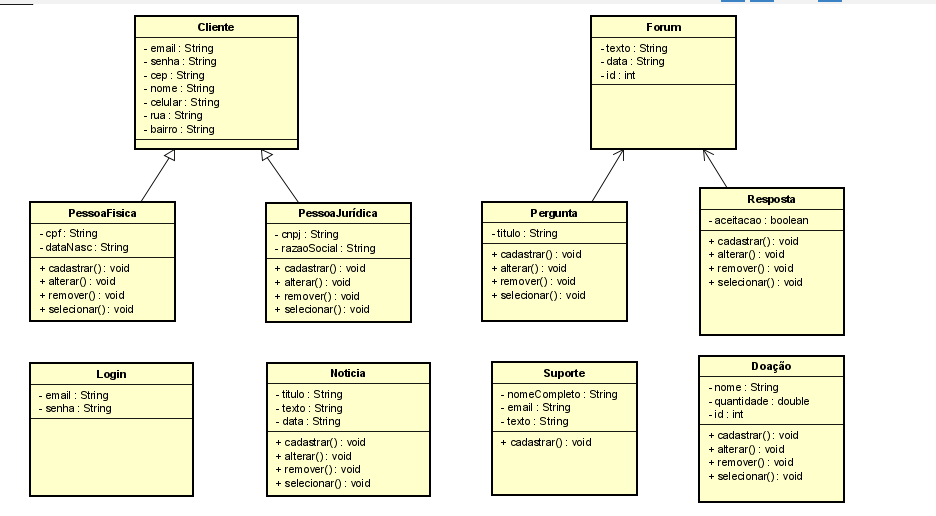 Cliente
- email : String
- senha : String
- cep : String
- nome : String
- celular : String
- rua : String
- bairro : String
Forum
- texto : String
- data : String
- id : int
PessoaFisica
- cpf : String
- dataNasc : String
+ cadastrar() : void
+ alterar() : void
+ remover() : void
+ selecionar() : void
PessoaJurídica
- cnpj : String
- razaoSocial : String
+ cadastrar() : void
+ alterar() : void
+ remover() : void
+ selecionar() : void
Pergunta
- titulo : String
+ cadastrar() : void
+ alterar() : void
+ remover() : void
+ selecionar() : void
Resposta
- aceitacao : boolean
+ cadastrar() : void
+ alterar() : void
+ remover() : void
+ selecionar() : void
Login
- email : String
- senha : String
Noticia
- titulo : String
- texto : String
- data : String
+ cadastrar() : void
+ alterar() : void
+ remover() : void
+ selecionar() : void
Suporte
- nomeCompleto : String
- email : String
- texto : String
+ cadastrar() : void
Doação
- nome : String
- quantidade : double
- id : int
+ cadastrar() : void
+ alterar() : void
+ remover() : void
+ selecionar() : void